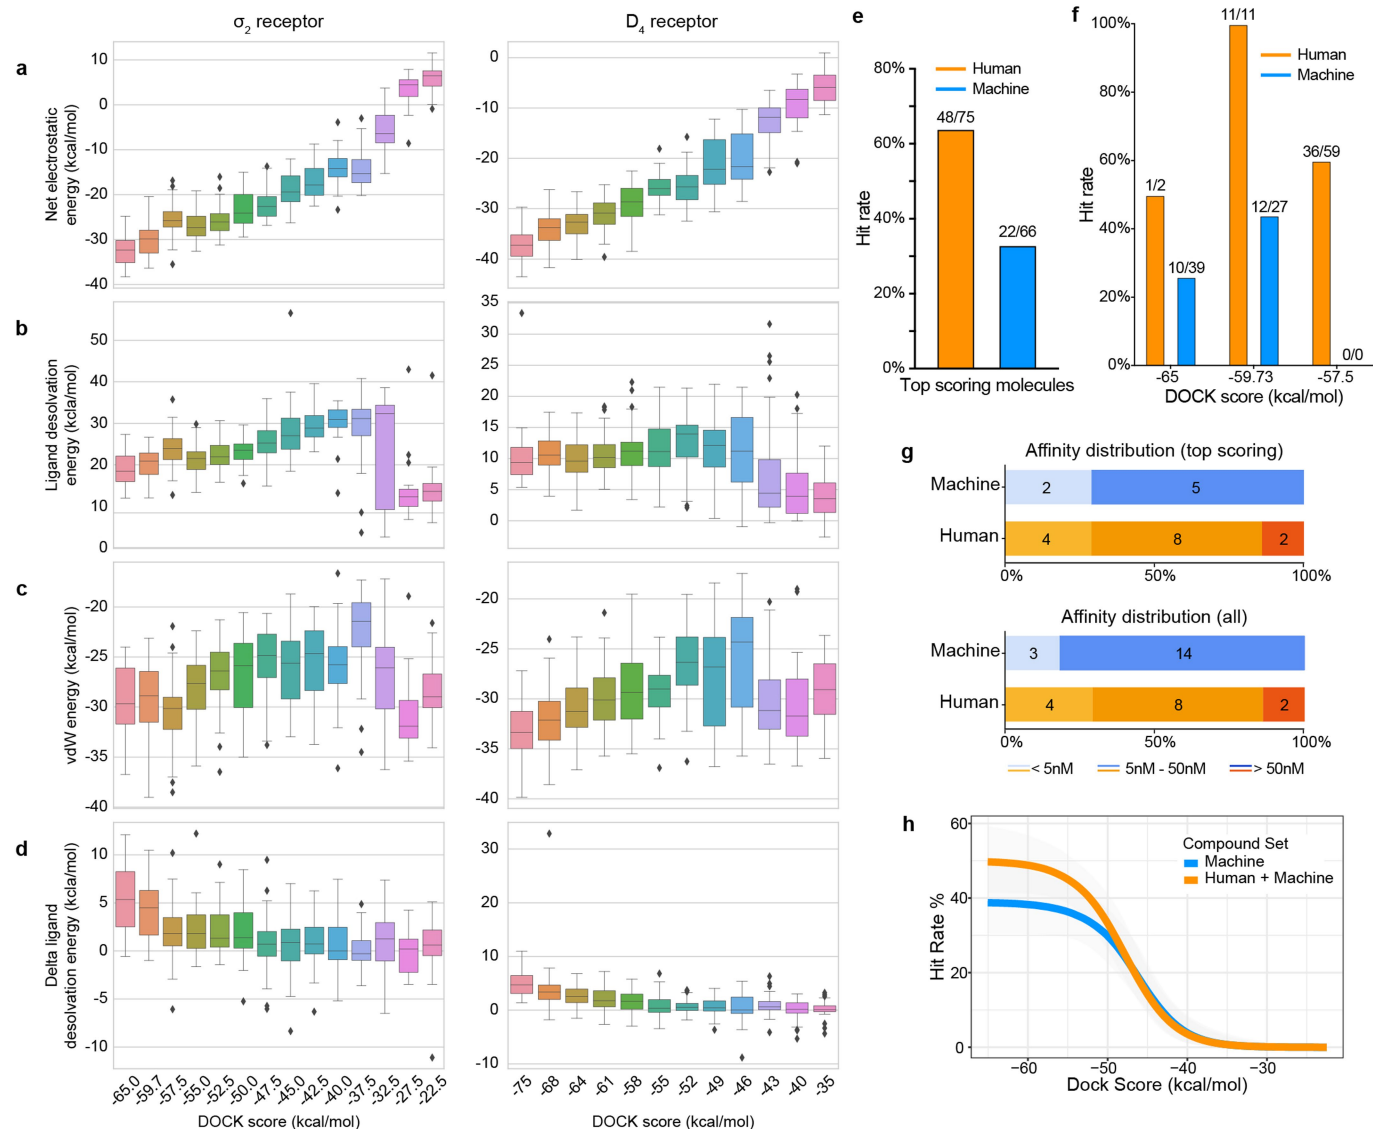 σ2 receptor
D4 receptor
a
Net electrostatic
energy (kcal/mol)
10
0
-10
-20
-30
-40
0
-10
-20
-30
-40
b
Ligand desolvation
energy (kcla/mol)
50
40
30
20
10
0
35
30
25
20
15
10
5
0
c
vdW energy (kcal/mol)
-20
-25
-30
-35
-40
-20
-25
-30
-35
-40
d
Delta ligand
desolvation energy (kcla/mol)
10
5
0
-5
-10
30
20
10
0
-10
-65.0
-59.7
-57.5
-55.0
-52.5
-50.0
-47.5
-45.0
-42.5
-40.0
-37.5
-32.5
-27.5
-22.5
DOCK score (kcal/mol)
-75
-68
-64
-61
-58
-55
-52
-49
-46
-43
-40
-35
DOCK score (kcal/mol)
e
Hit rate
80%
60%
40%
20%
0%
Human
Machine
48/75
22/66
Top scoring molecules
f
Hit rate
100%
80%
60%
40%
20%
0%
Human
Machine
1/2
10/39
11/11
12/27
36/59
0/0
-65
-59.73
-57.5
DOCK score (kcal/mol)
g
Affinity distribution (top scoring)
Machine
2
5
Human
4
8
2
0%
50%
100%
Affinity distribution (all)
Machine
3
14
Human
4
8
2
0%
50%
100%
< 5nM
5nM - 50nM
> 50nM
h
Hit Rate %
60
40
20
0
Compound Set
Machine
Human + Machine
−60
−50
−40
−30
Dock Score (kcal/mol)